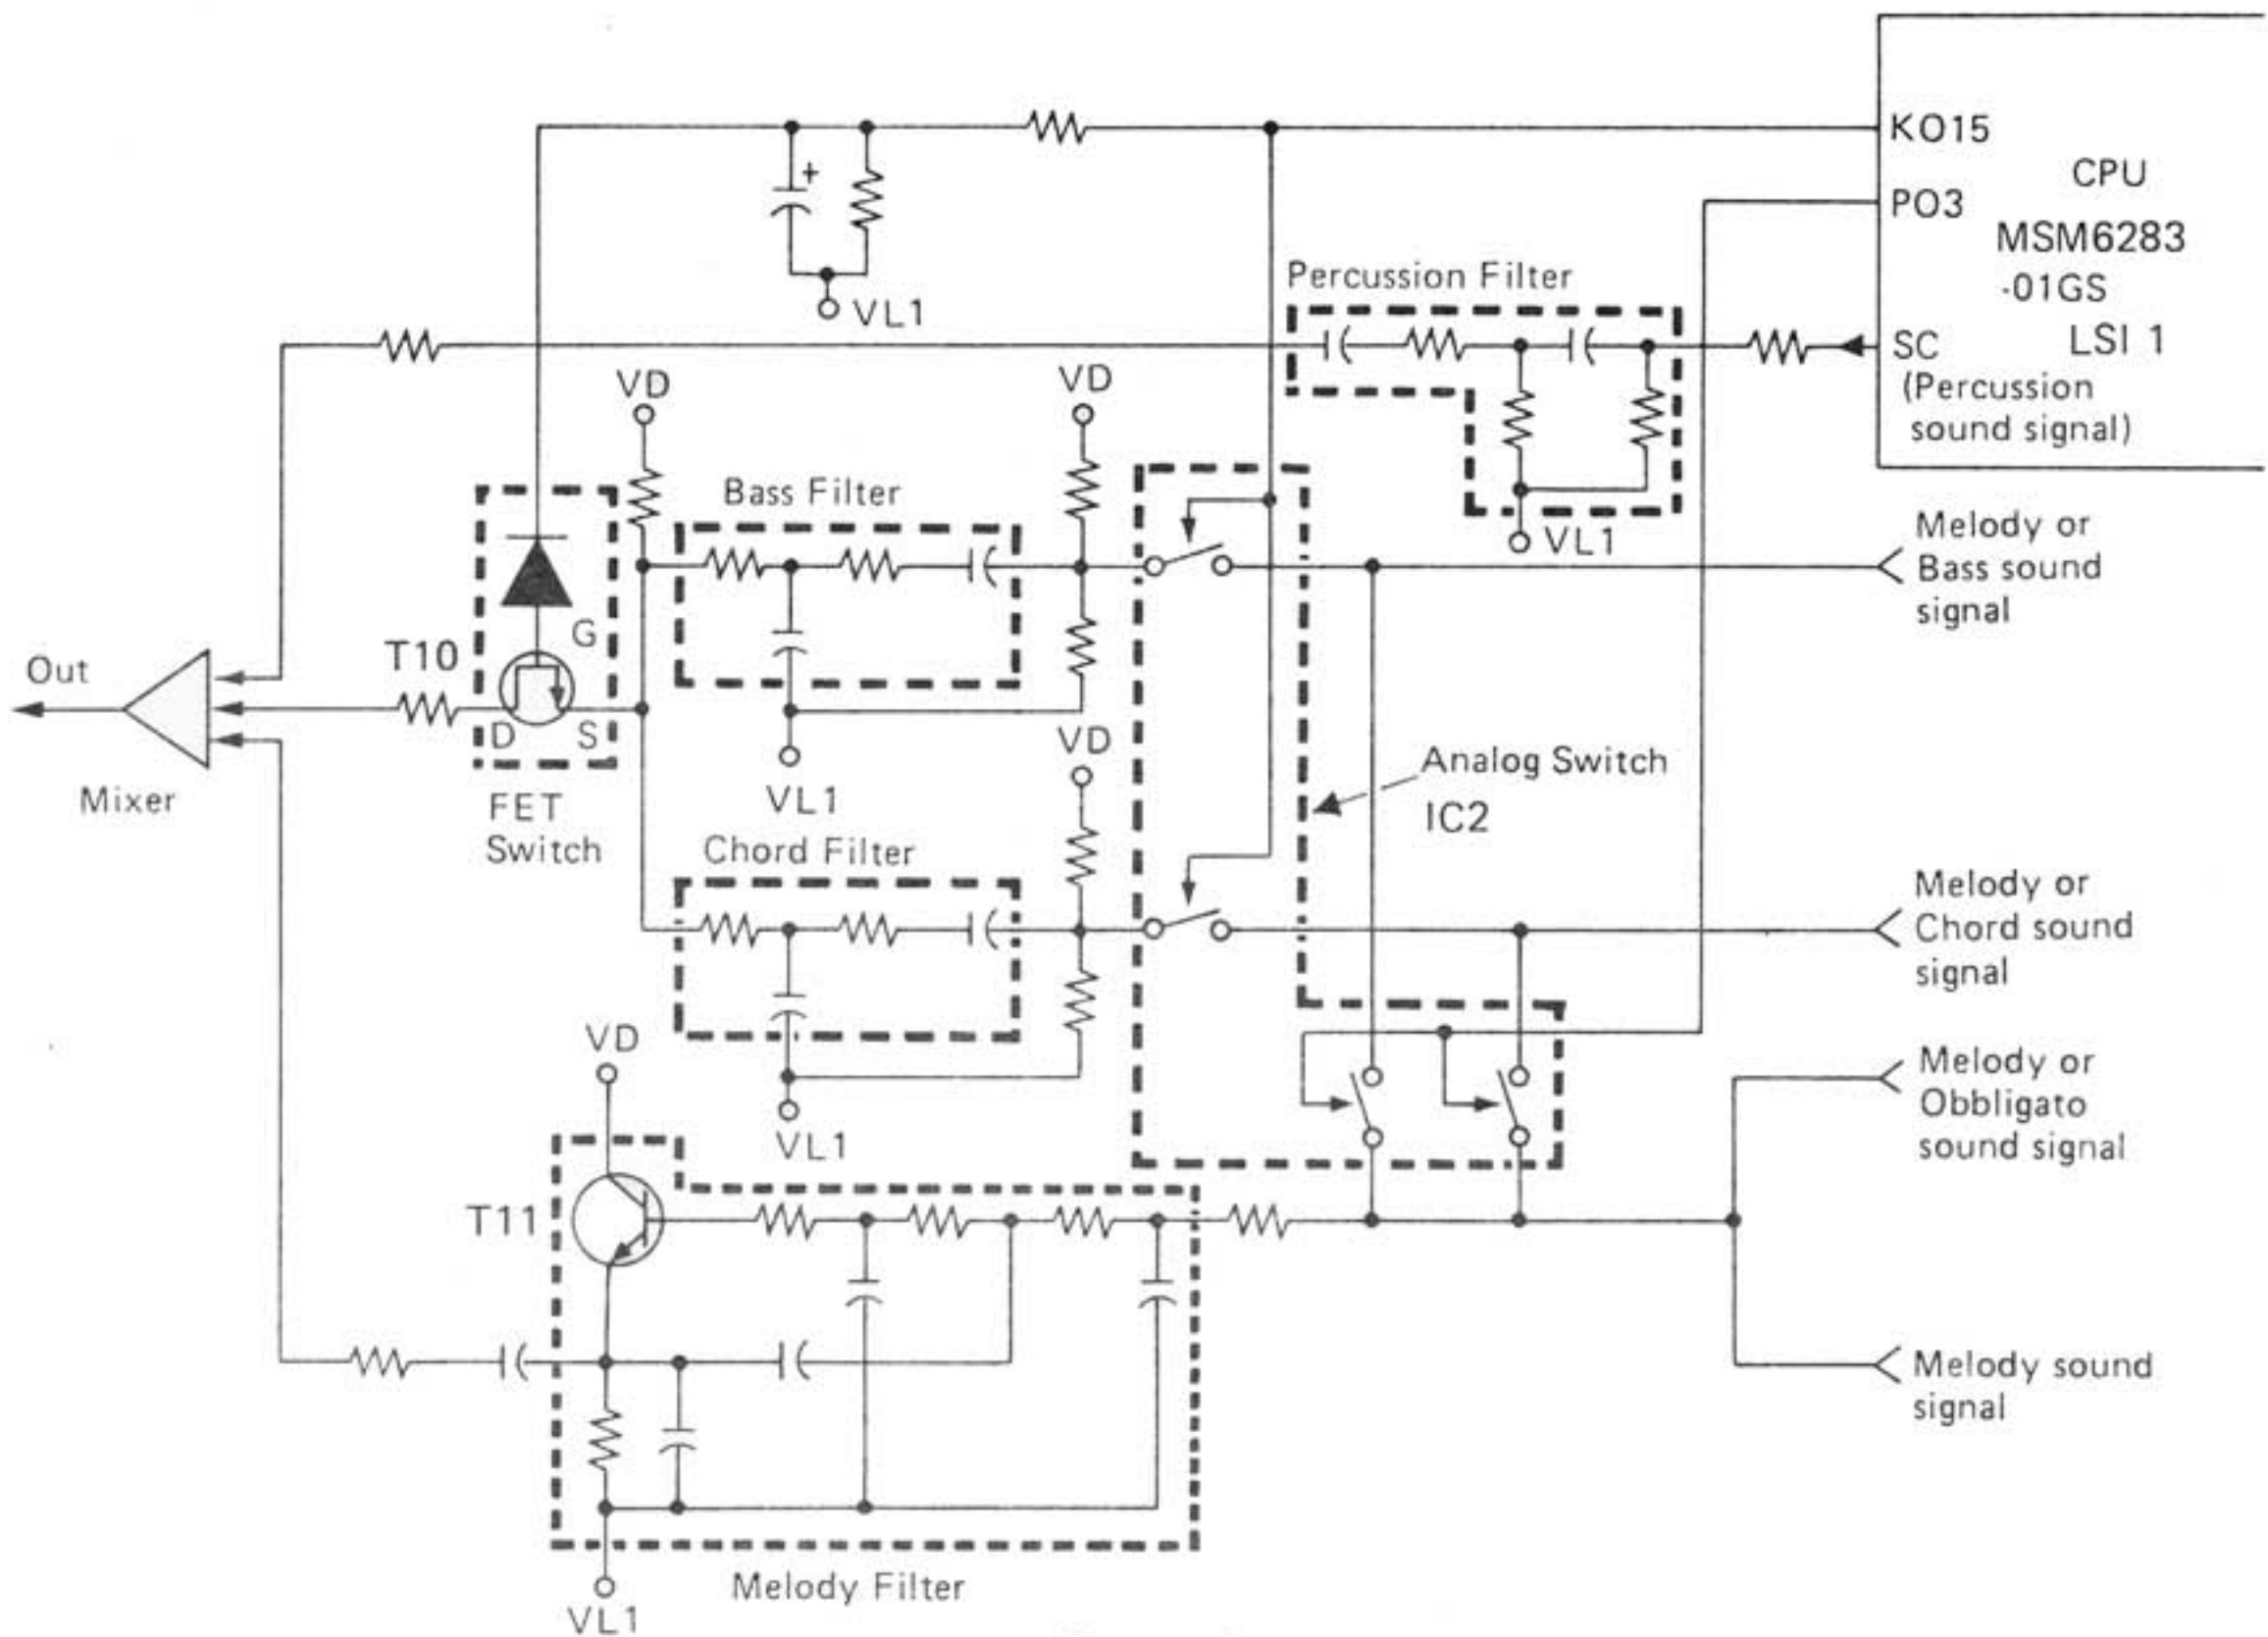 KO15
CPU
PO3
MSM6283
-01GS
LSI 1
SC
(Percussion
sound signal)
VL1
Percussion Filter
VL1
VD
VD
Bass Filter
Melody or
Bass sound
signal
G
T10
D
S
FET
Switch
Out
Mixer
VL1
VD
Analog Switch
IC2
Chord Filter
Melody or
Chord sound
signal
VD
VL1
Melody or
Obbligato
sound signal
T11
Melody sound
signal
Melody Filter
VL1